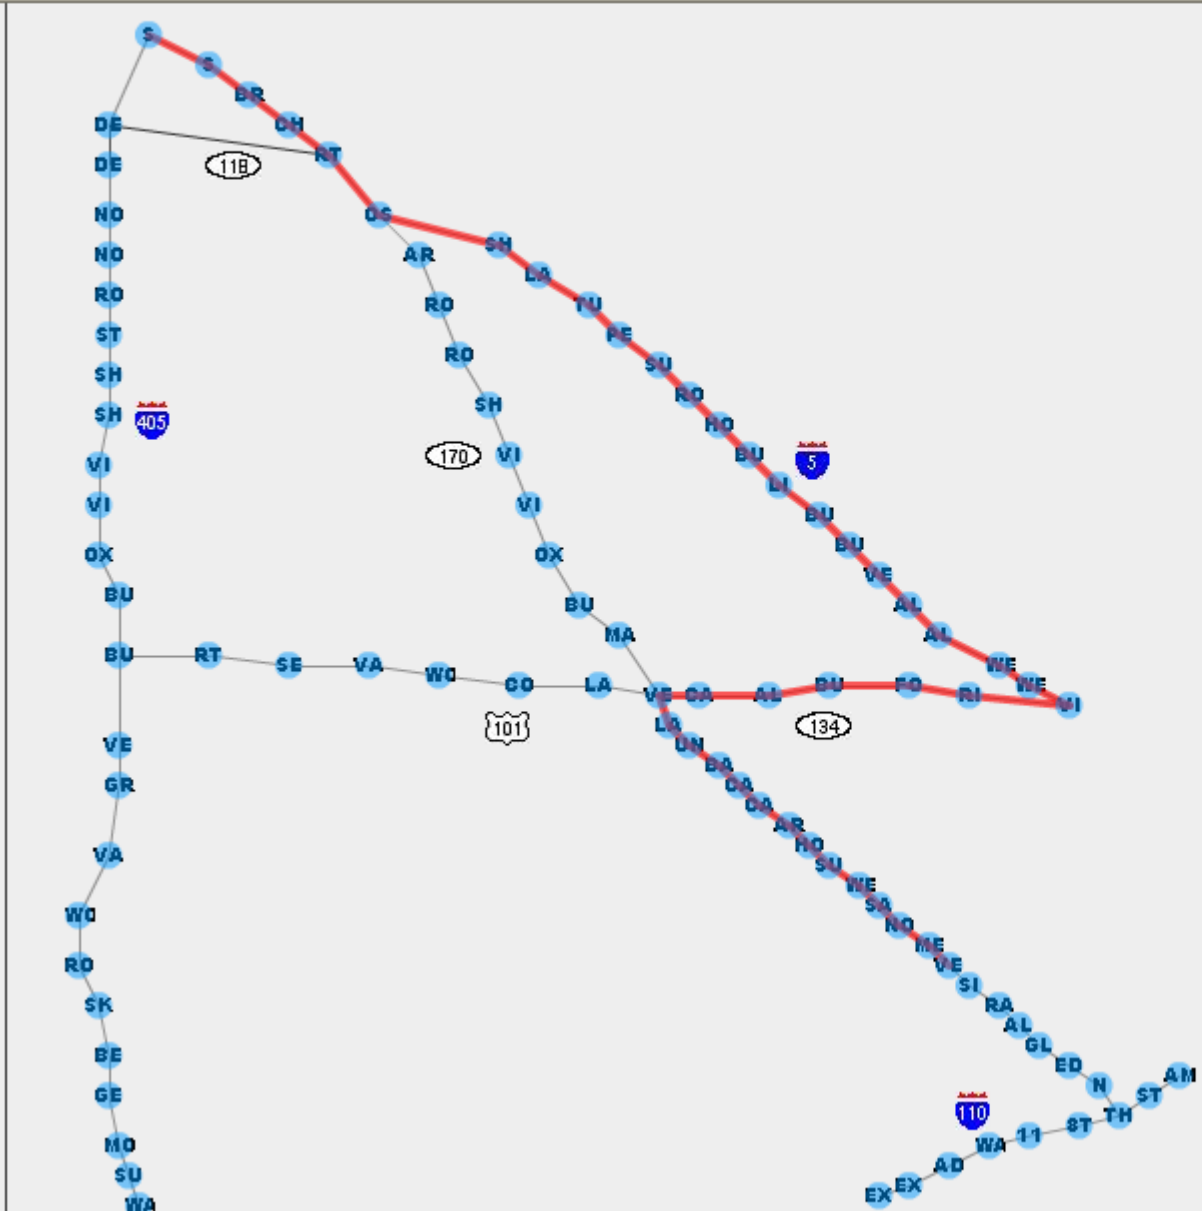 S
S
BR
DE
CH
RT
118
DE
NO
OS
SH
NO
AR
LA
RO
RO
TU
ST
PE
RO
SH
SU
RO
SH
SH
405
HO
VI
170
VI
BU
5
LI
VI
VI
BU
OX
OX
BU
VE
BU
BU
AL
MA
AL
BU
RT
SE
VA
WO
CO
LA
VE
CA
AL
BU
FO
RI
WE
WE
VI
101
134
LA
VE
UN
BA
GR
CA
CA
AR
VA
HO
SU
WE
WO
SA
NO
ME
RO
VE
SI
SK
RA
AL
GL
BE
ED
N
GE
AM
ST
110
TH
MO
WA
11
ST
SU
AD
EX
EX
WA